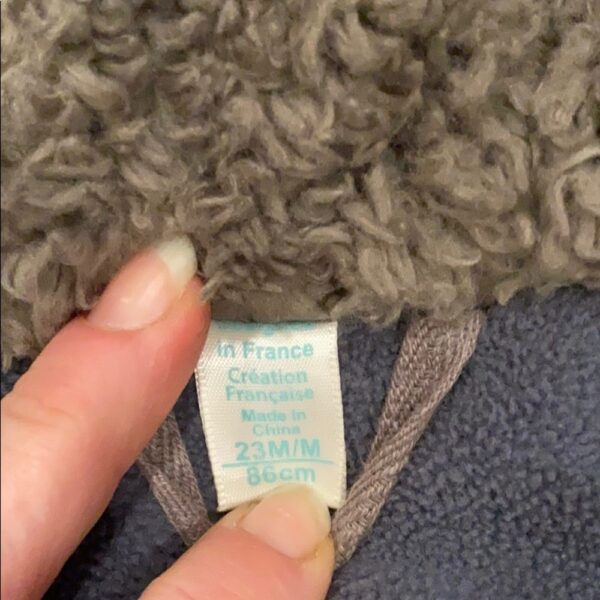 in France
Création
Française
Made in
China
23M/M
86cm